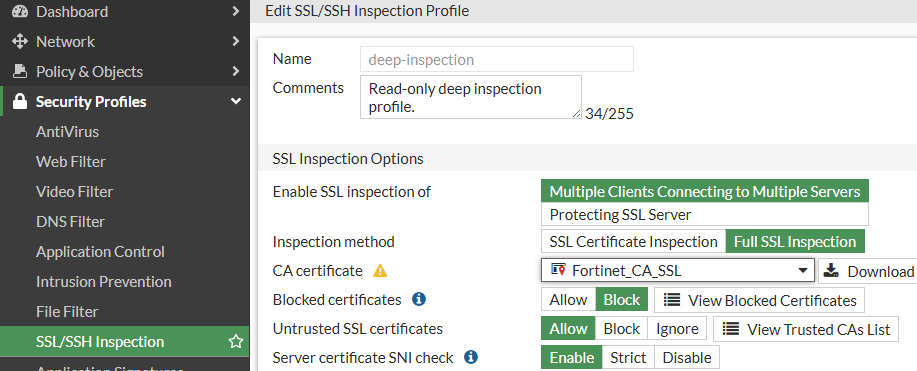 Dashboard
Network
Policy & Objects
Security Profiles
AntiVirus
Web Filter
Video Filter
DNS Filter
Application Control
Intrusion Prevention
File Filter
SSL/SSH Inspection
Application Signatures
Edit SSL/SSH Inspection Profile
Name deep-inspection
Comments Read-only deep inspection
profile. 34/255
SSL Inspection Options
Enable SSL inspection of Multiple Clients Connecting to Multiple Servers
Protecting SSL Server
Inspection method SSL Certificate Inspection Full SSL Inspection
CA certificate Fortinet_CA_SSL Download
Blocked certificates Allow Block View Blocked Certificates
Untrusted SSL certificates Allow Block Ignore View Trusted CAs List
Server certificate SNI check Enable Strict Disable